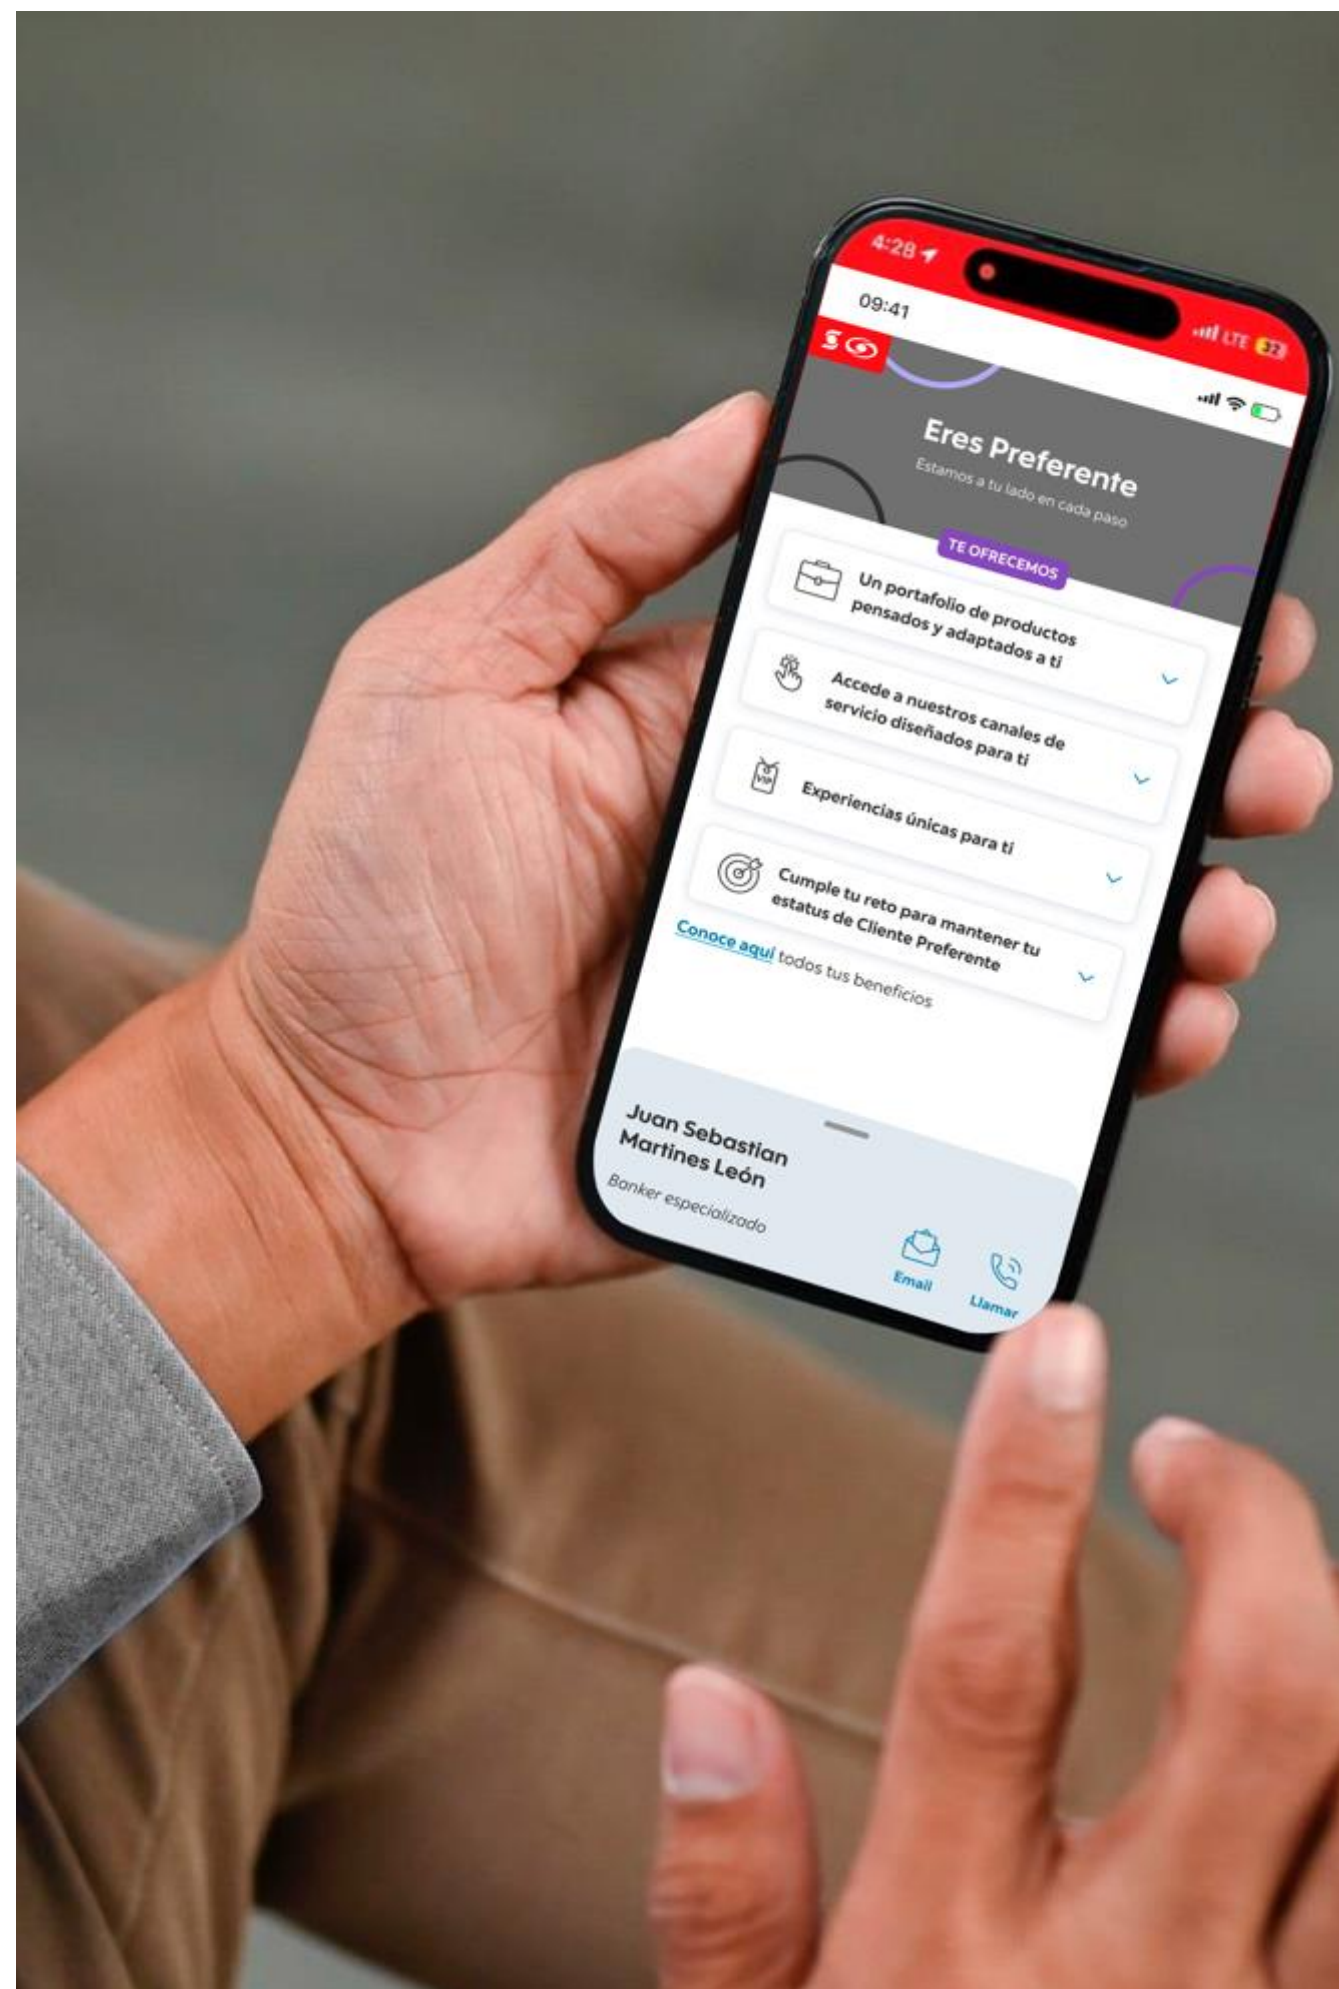 4:28
LTE 32
09:41
Eres Preferente
Estamos a tu lado en cada paso
TE OFRECEMOS
Un portafolio de productos
pensados y adaptados a ti
Accede a nuestros canales de
servicio diseñados para ti
VIP
Experiencias únicas para ti
Cumple tu reto para mantener tu
estatus de Cliente Preferente
Conoce aquí todos tus beneficios
Juan Sebastian
Martines León
Banker especializado
Email
Llamar